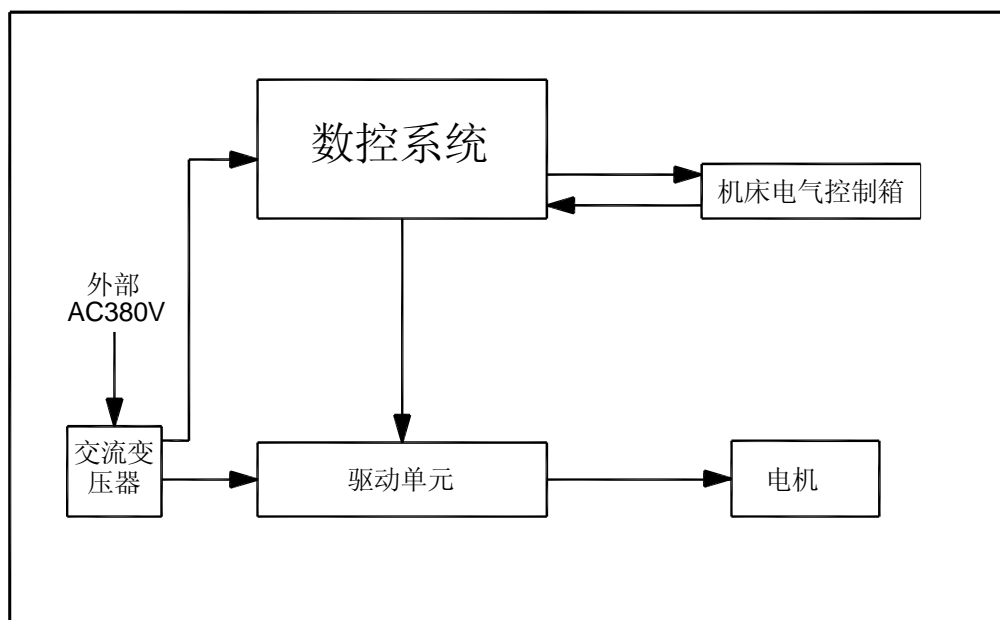 数控系统
机床电气控制箱
外部
AC380V
交流变
压器
驱动单元
电机